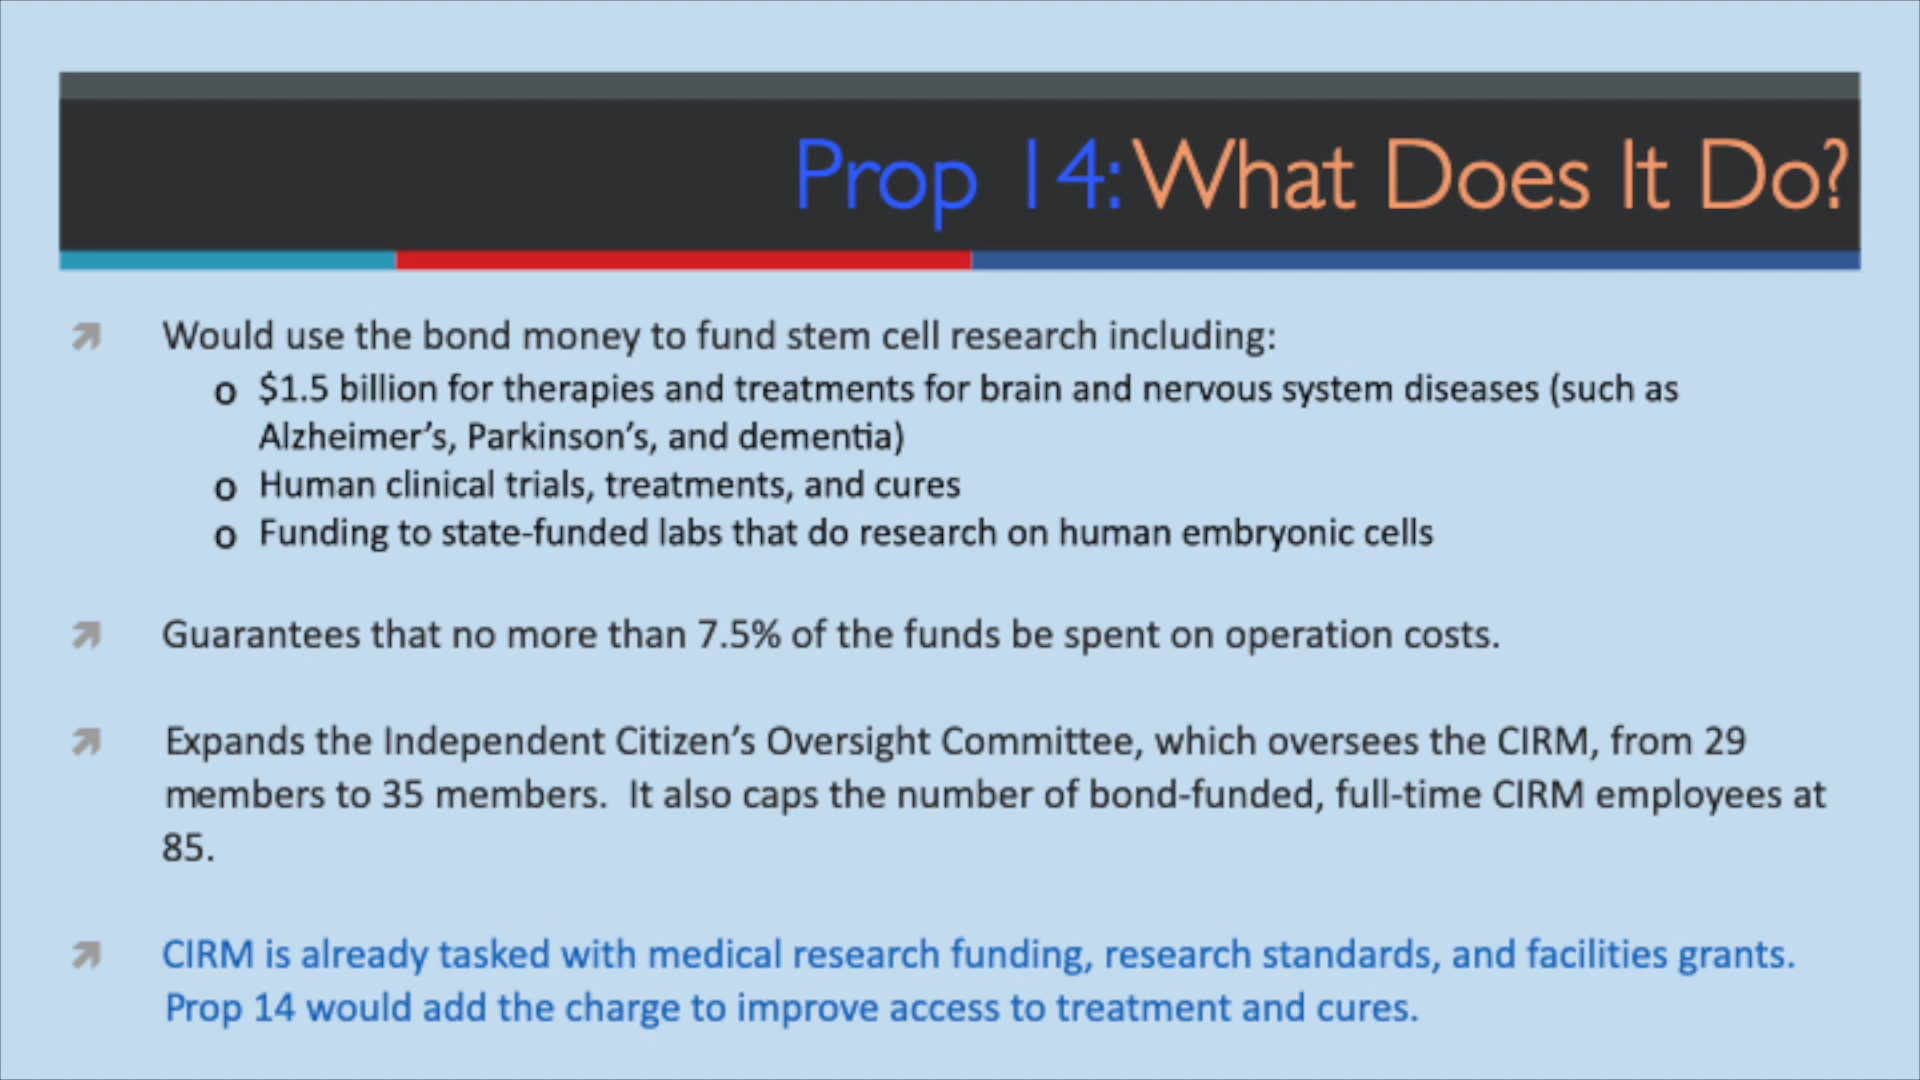 Prop 14: What Does It Do?
Would use the bond money to fund stem cell research including:
o $1.5 billion for therapies and treatments for brain and nervous system diseases (such as
Alzheimer’s, Parkinson’s, and dementia)
o Human clinical trials, treatments, and cures
o Funding to state-funded labs that do research on human embryonic cells
Guarantees that no more than 7.5% of the funds be spent on operation costs.
Expands the Independent Citizen’s Oversight Committee, which oversees the CIRM, from 29
members to 35 members. It also caps the number of bond-funded, full-time CIRM employees at
85.
CIRM is already tasked with medical research funding, research standards, and facilities grants.
Prop 14 would add the charge to improve access to treatment and cures.